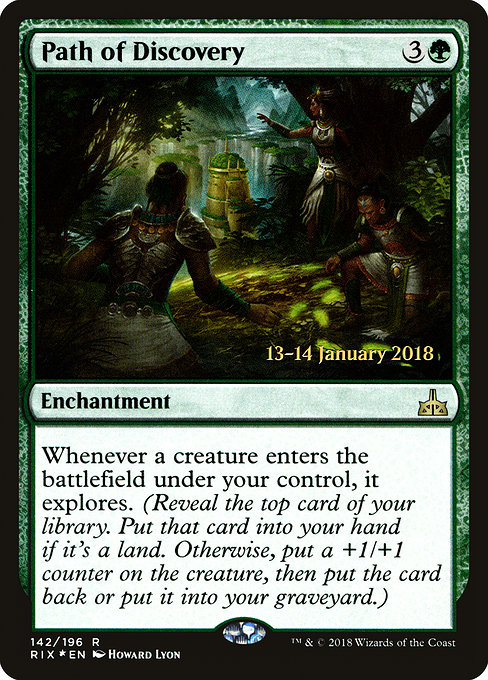 Path of Discovery 3
13–14 January 2018
Enchantment
Whenever a creature enters the
battlefield under your control, it
explores. (Reveal the top card of your
library. Put that card into your hand
if it's a land. Otherwise, put a +1/+1
counter on the creature, then put the card
back or put it into your graveyard.)
142/196 R
RIX EN Howard Lyon
™ & © 2018 Wizards of the Coast